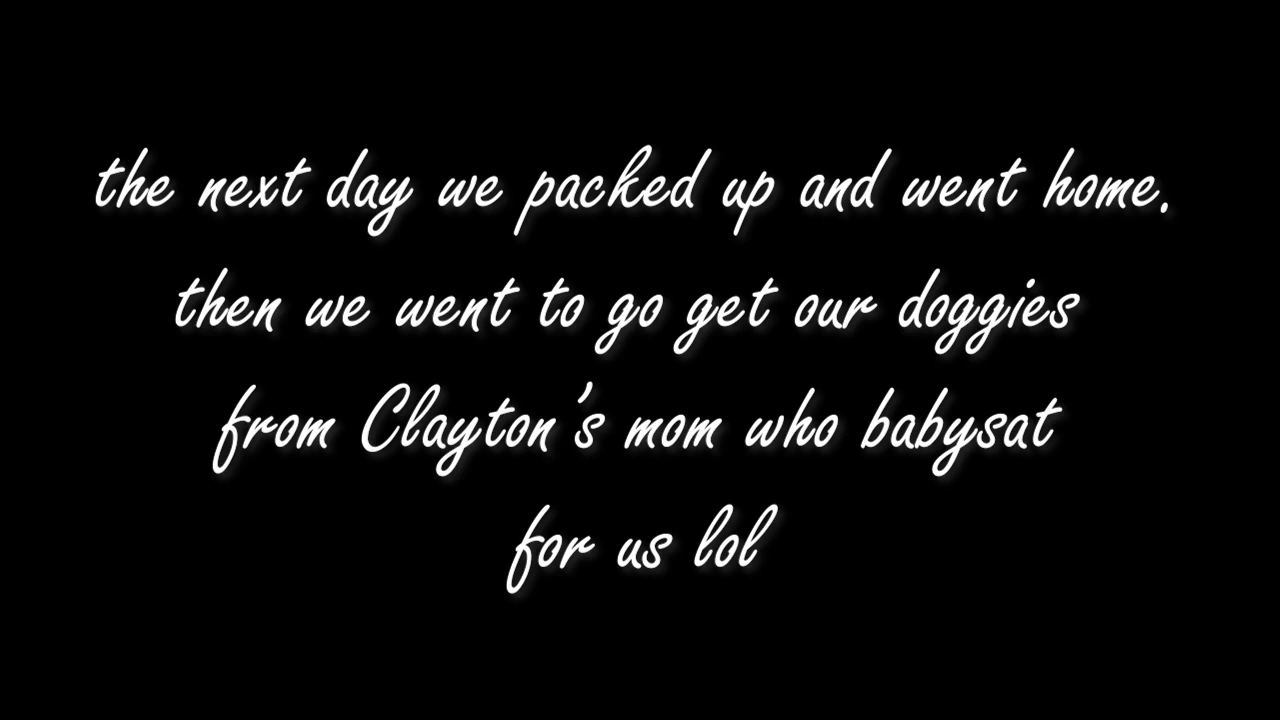 the next day we packed up and went home.
then we went to go get our doggies
from Clayton's mom who babysat
for us lol